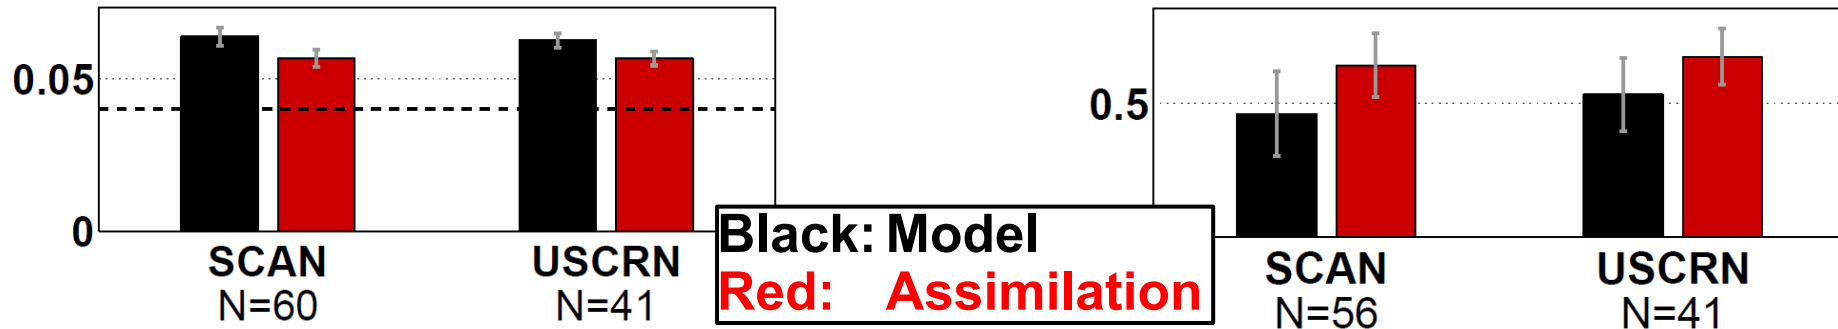 0.05
0
SCAN
N=60
USCRN
N=41
Black: Model
Red: Assimilation
0.5
SCAN
N=56
USCRN
N=41